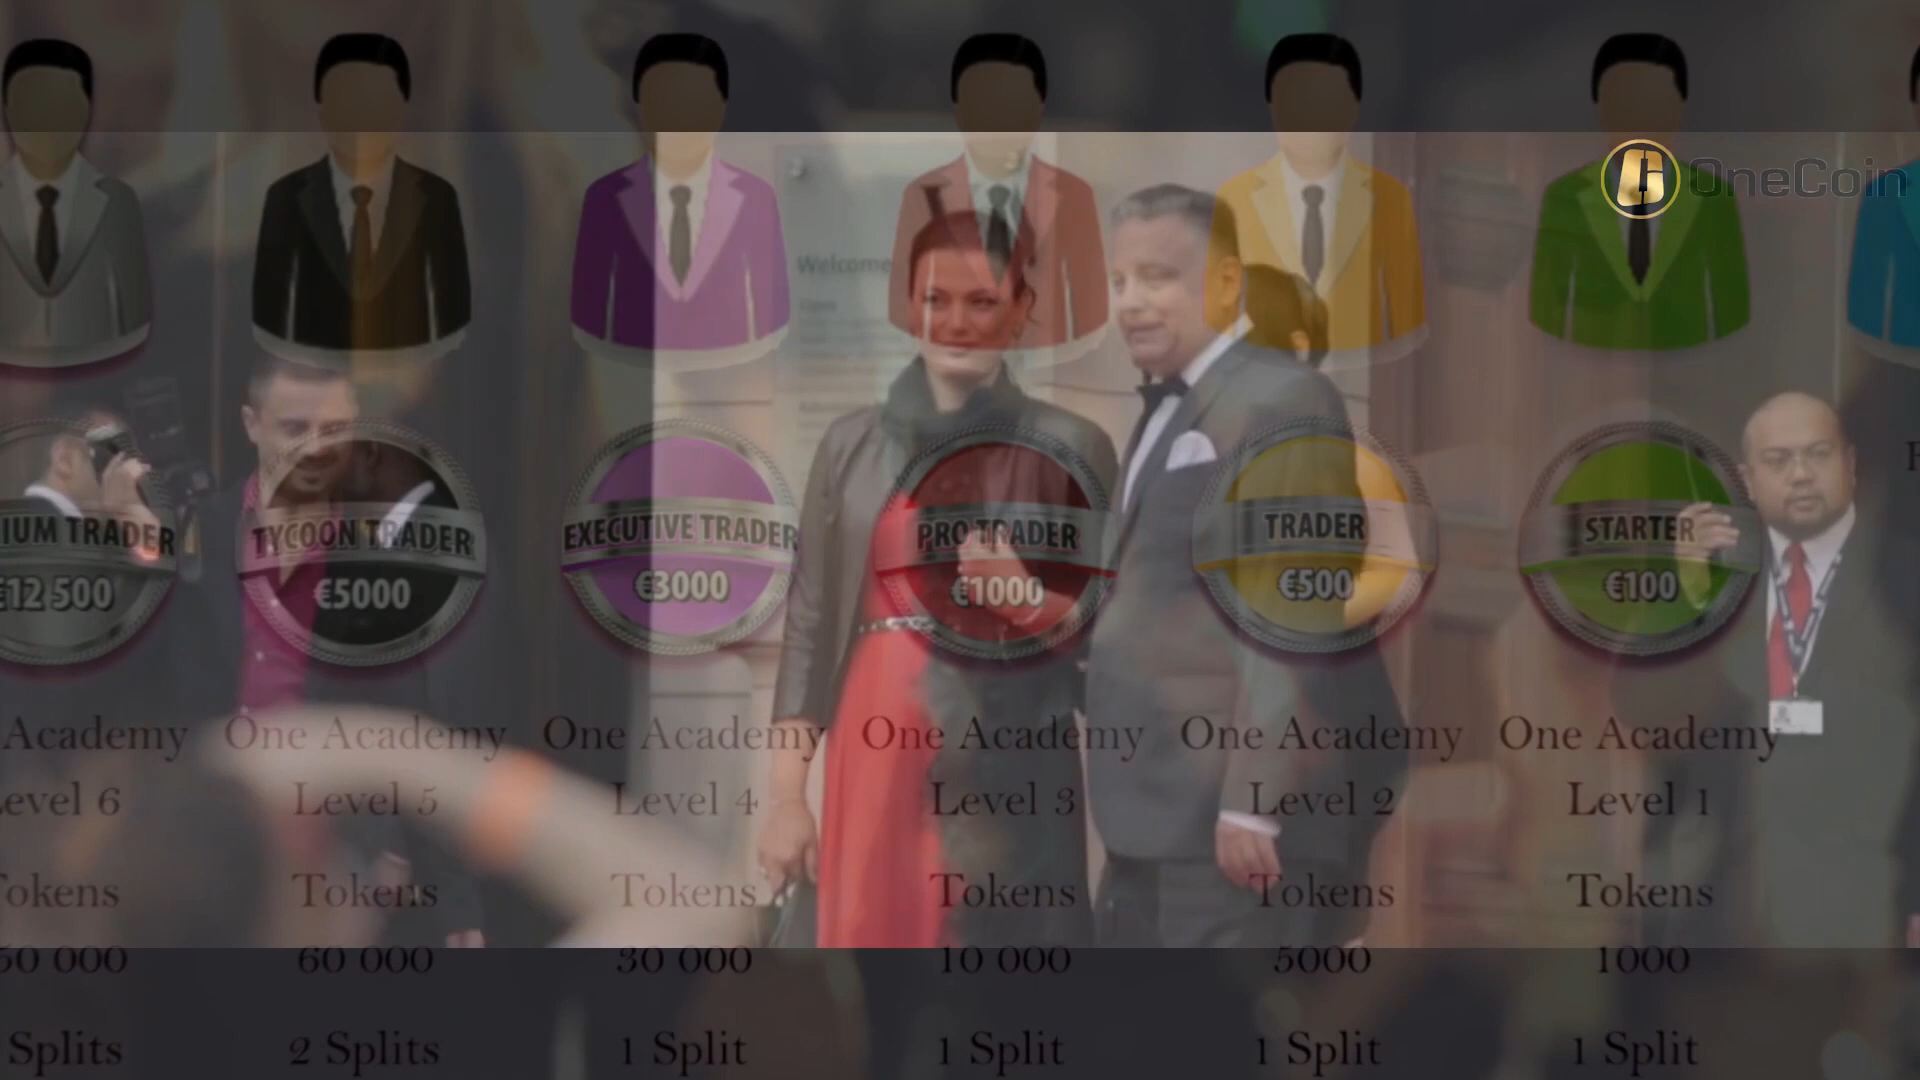 OneCoin
Welcome
IUM TRADER TYCOON TRADER EXECUTIVE TRADER PRO TRADER TRADER STARTER
€12 500 €5000 €3000 €1000 €500 €100
Academy One Academy One Academy One Academy One Academy One Academy
Level 6 Level 5 Level 4 Level 3 Level 2 Level 1
Tokens Tokens Tokens Tokens Tokens Tokens
50 000 60 000 30 000 10 000 5000 1000
Splits 2 Splits 1 Split 1 Split 1 Split 1 Split